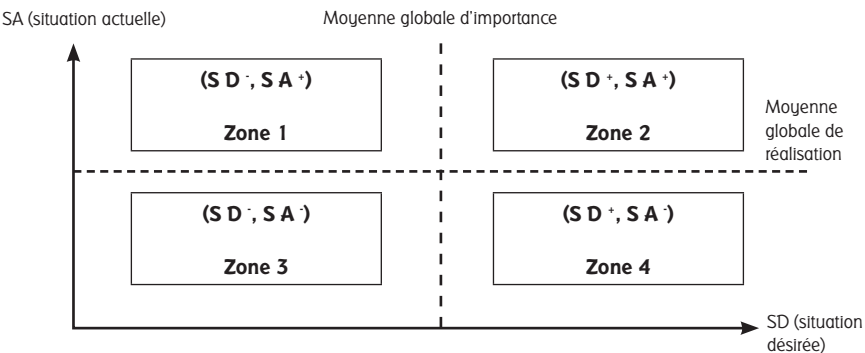 SA (situation actuelle)
Moyenne globale d'importance
(S D -, S A +)
Zone 1
(S D +, S A +)
Zone 2
Moyenne
globale de
réalisation
(S D -, S A -)
Zone 3
(S D +, S A -)
Zone 4
SD (situation
désirée)